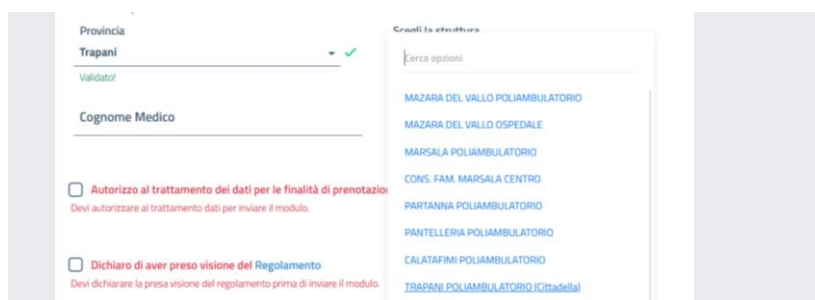 Provincia
Trapani
Validato!
Cognome Medico
Autorizzo al trattamento dei dati per le finalità di prenotazio
Devi autorizzare al trattamento dati per inviare il modulo.
Dichiaro di aver preso visione del Regolamento
Devi dichiarare la presa visione del regolamento prima di inviare il modulo.
Scegli la struttura
Cerca opzioni
MAZARA DEL VALLO POLIAMBULATORIO
MAZARA DEL VALLO OSPEDALE
MARSALA POLIAMBULATORIO
CONS. FAM. MARSALA CENTRO
PARTANNA POLIAMBULATORIO
PANTELLERIA POLIAMBULATORIO
CALATAFIMI POLIAMBULATORIO
TRAPANI POLIAMBULATORIO (Cittadella)